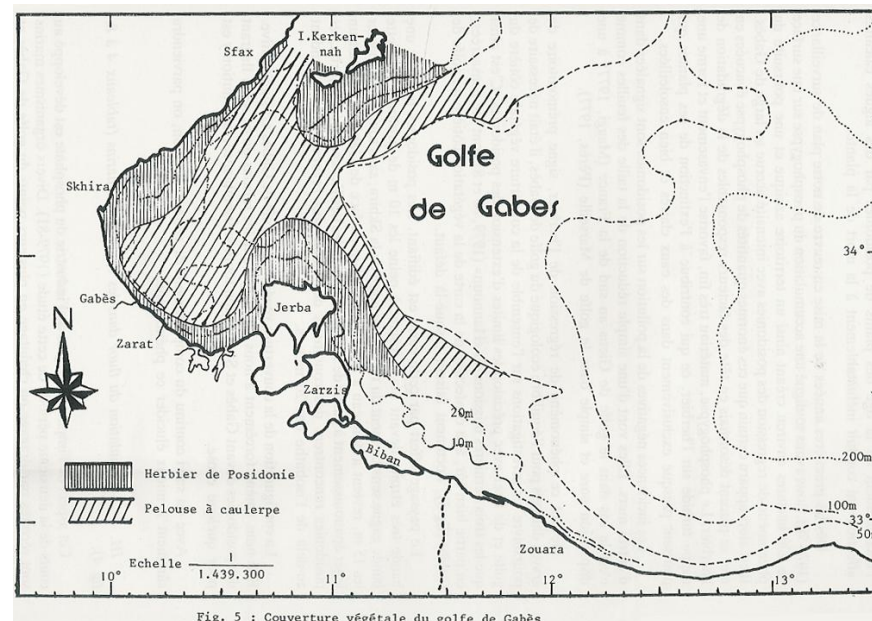 I. Kerken-
nah
Sfax
Golfe
de Gabes
Skhira
34°
Gabès
Jerba
Zarat
N
Zarzis
20m
10m
Biban
200m
Herbier de Posidonie
Pelouse à caulerpe
100m
33°
50m
Zouara
Echelle 1
1.439.300
10°
11°
12°
13°
Fig. 5 : Couverture végétale du golfe de Gabès